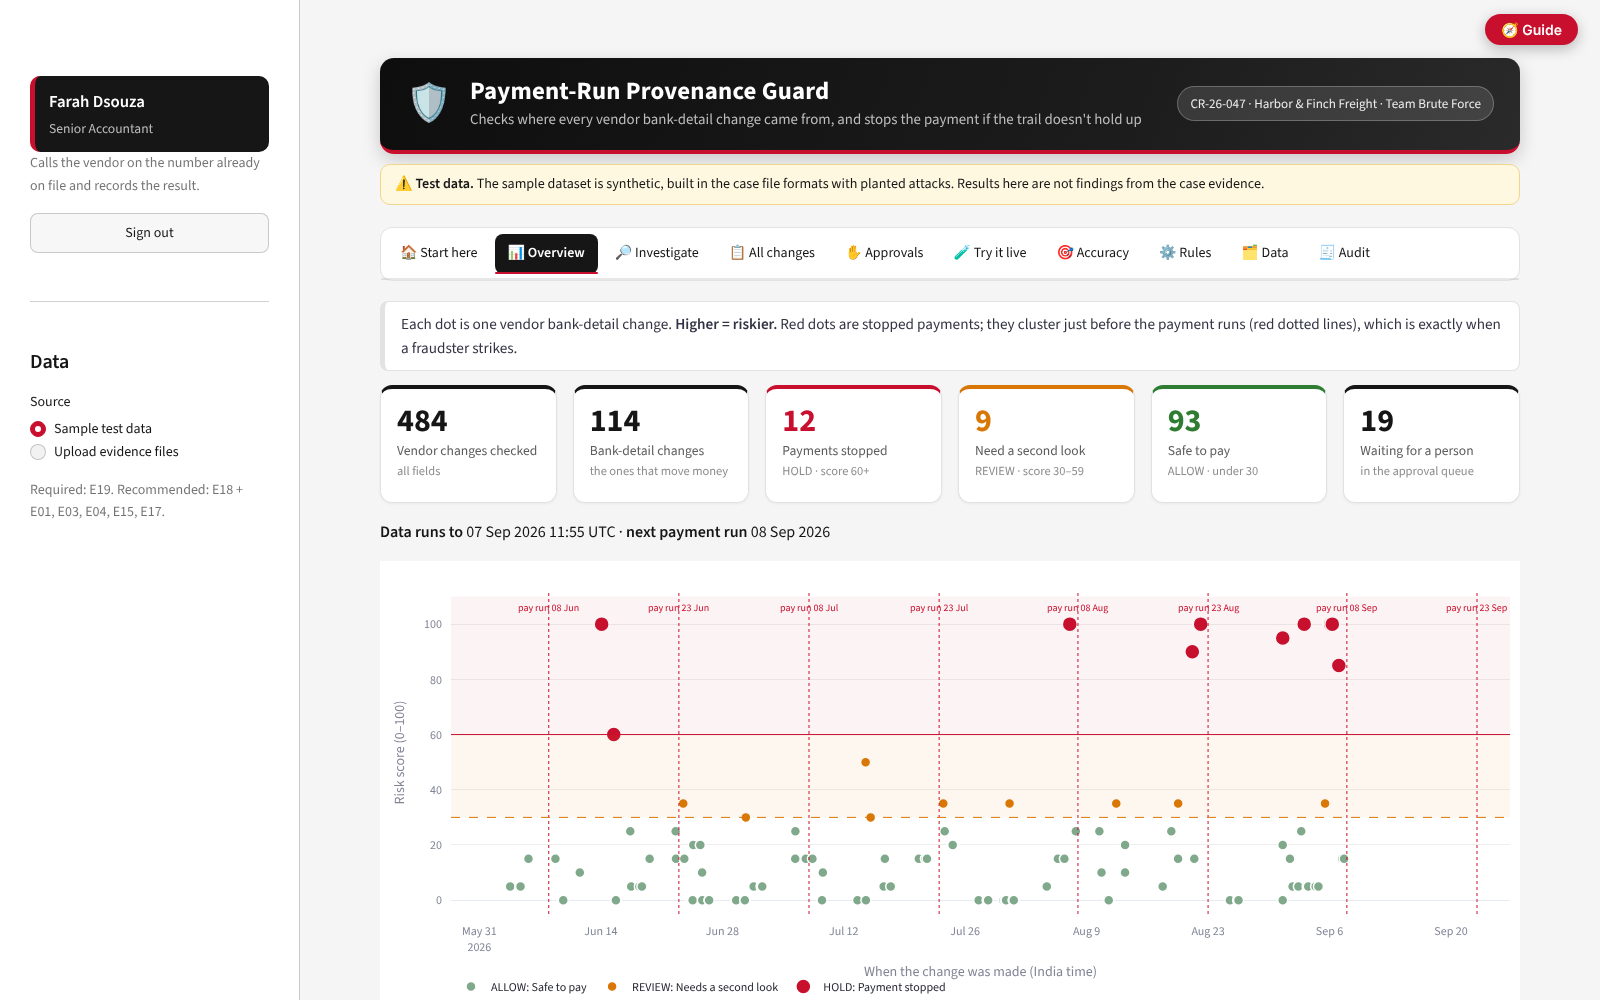 Guide
Farah Dsouza
Senior Accountant
Calls the vendor on the number already
on file and records the result.
Sign out
Data
Source
Sample test data
Upload evidence files
Required: E19. Recommended: E18 +
E01, E03, E04, E15, E17.
Payment-Run Provenance Guard
Checks where every vendor bank-detail change came from, and stops the payment if the trail doesn't hold up
CR-26-047 · Harbor & Finch Freight · Team Brute Force
Test data. The sample dataset is synthetic, built in the case file formats with planted attacks. Results here are not findings from the case evidence.
Start here
Overview
Investigate
All changes
Approvals
Try it live
Accuracy
Rules
Data
Audit
Each dot is one vendor bank-detail change. Higher = riskier. Red dots are stopped payments; they cluster just before the payment runs (red dotted lines), which is exactly when
a fraudster strikes.
484
Vendor changes checked
all fields
114
Bank-detail changes
the ones that move money
12
Payments stopped
HOLD · score 60+
9
Need a second look
REVIEW · score 30–59
93
Safe to pay
ALLOW · under 30
19
Waiting for a person
in the approval queue
Data runs to 07 Sep 2026 11:55 UTC · next payment run 08 Sep 2026
pay run 08 Jun
pay run 23 Jun
pay run 08 Jul
pay run 23 Jul
pay run 08 Aug
pay run 23 Aug
pay run 08 Sep
pay run 23 Sep
100
80
60
40
20
0
Risk score (0–100)
May 31
2026
Jun 14
Jun 28
Jul 12
Jul 26
Aug 9
Aug 23
Sep 6
Sep 20
When the change was made (India time)
ALLOW: Safe to pay
REVIEW: Needs a second look
HOLD: Payment stopped